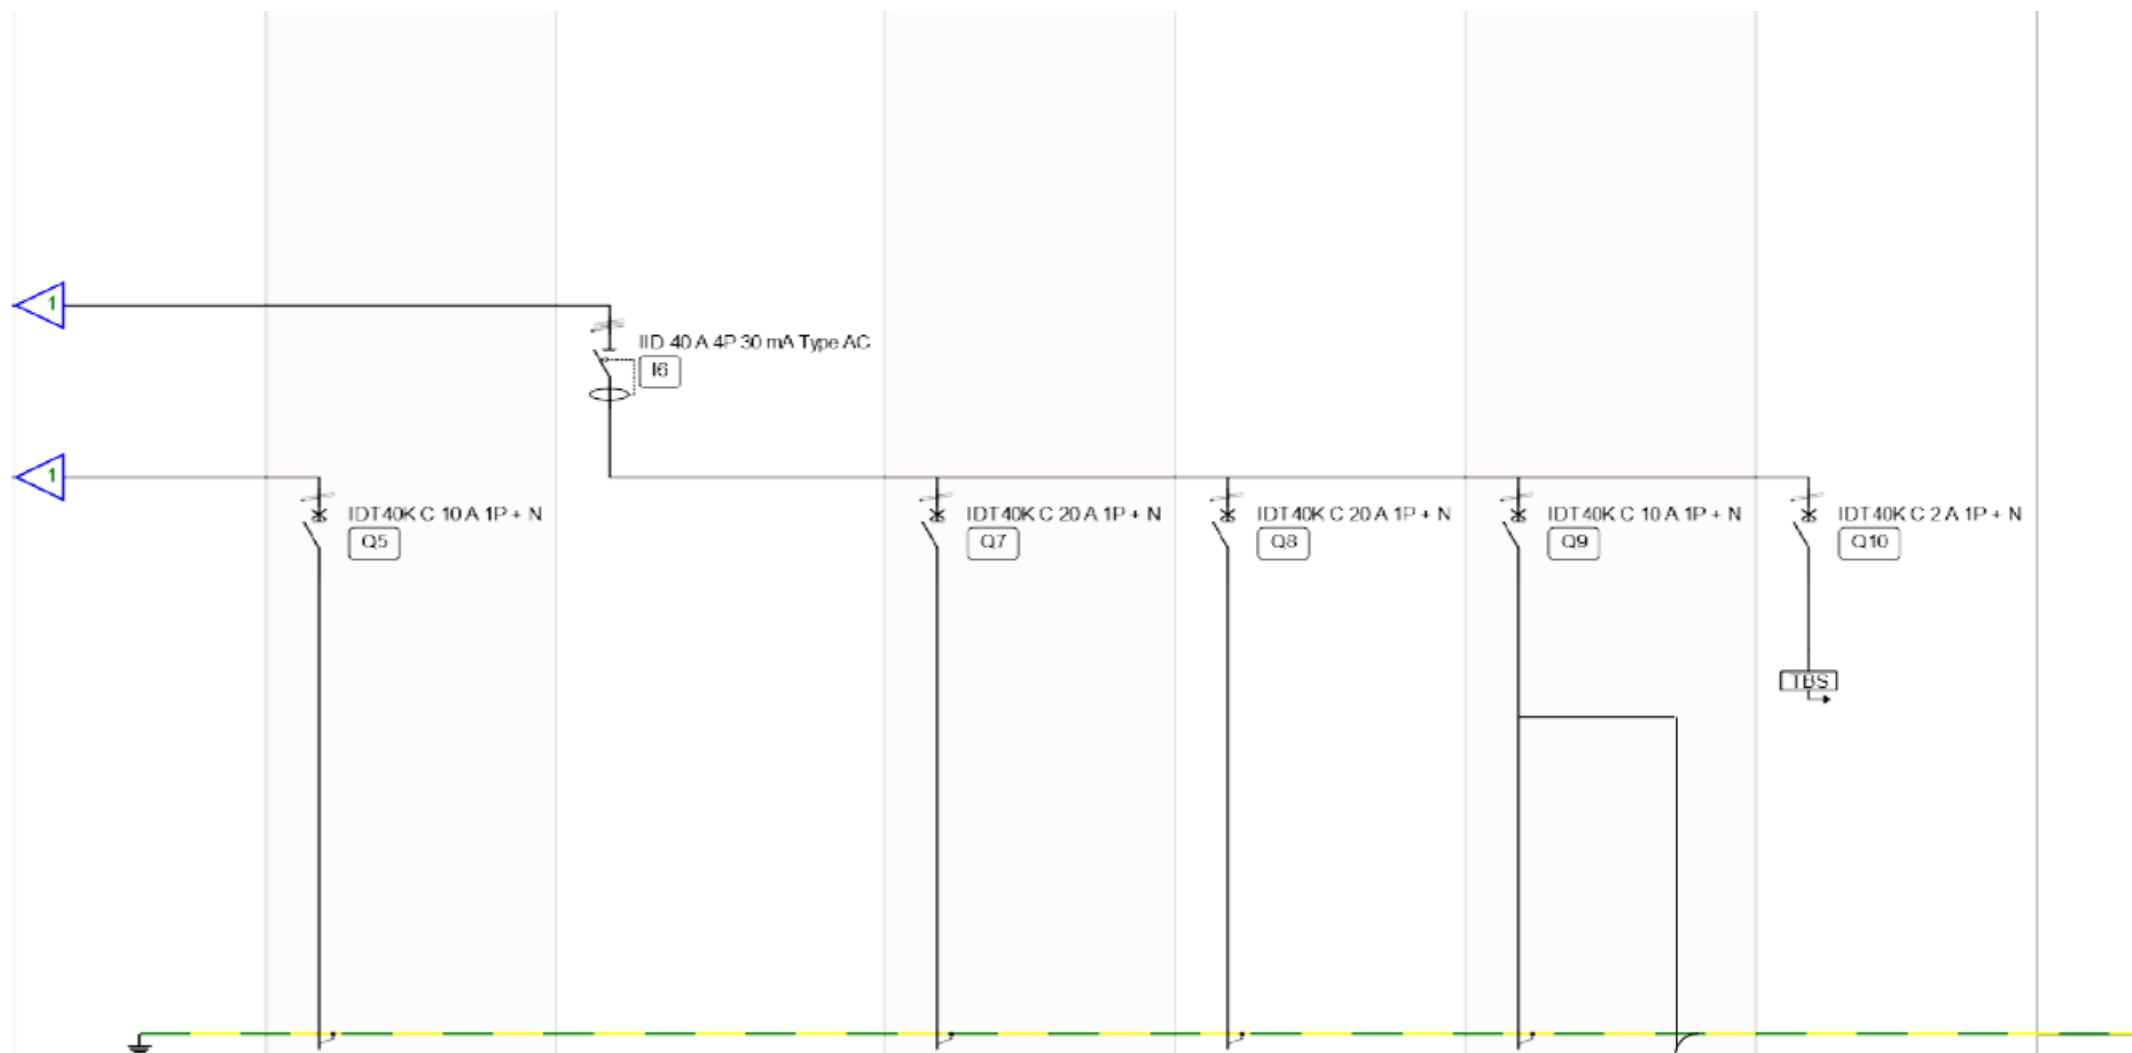 1
IID 40 A 4P 30 mA Type AC
I6
1
IDT40K C 10 A 1P + N
Q5
IDT40K C 20 A 1P + N
Q7
IDT40K C 20 A 1P + N
Q8
IDT40K C 10 A 1P + N
Q9
IDT40K C 2 A 1P + N
Q10
TBS